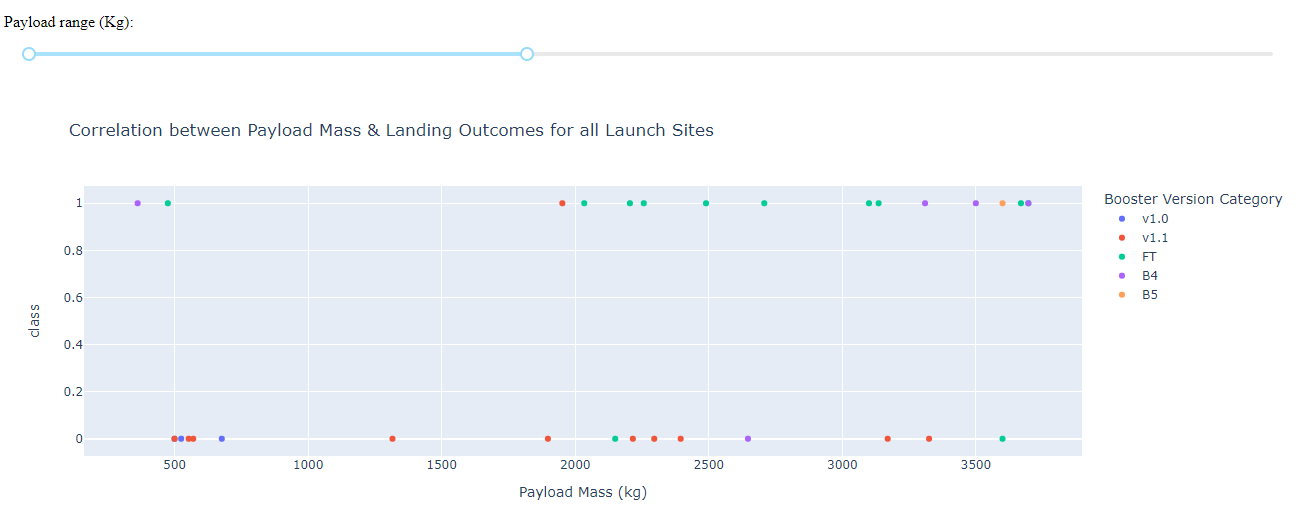 Payload range (Kg):
Correlation between Payload Mass & Landing Outcomes for all Launch Sites
Booster Version Category
v1.0
v1.1
FT
B4
B5
class
1
0.8
0.6
0.4
0.2
0
500 1000 1500 2000 2500 3000 3500
Payload Mass (kg)